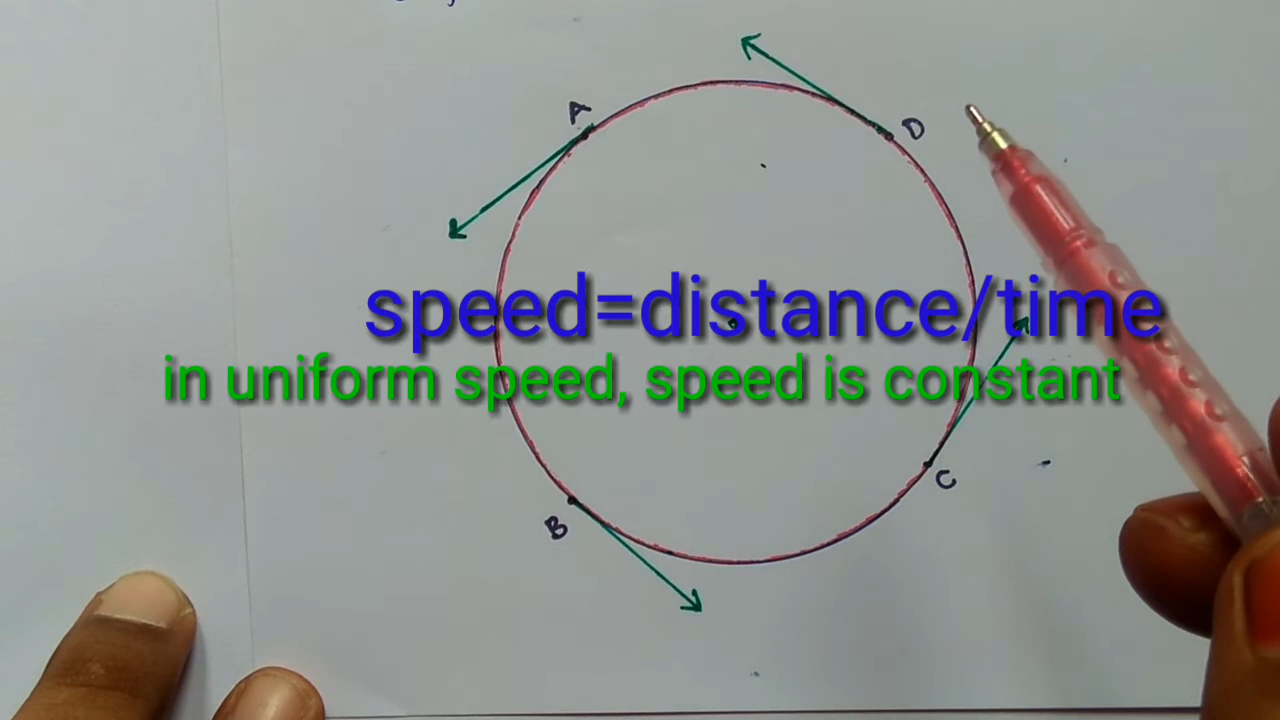 A
D
speed=distance/time
in uniform speed, speed is constant
C
B